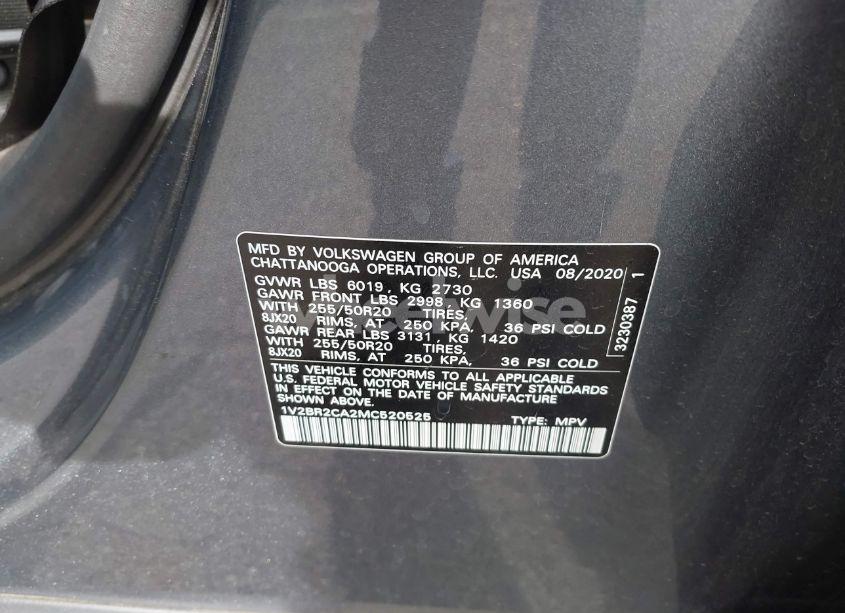 MFD BY VOLKSWAGEN GROUP OF AMERICA
CHATTANOOGA OPERATIONS, LLC. USA 08/2020
GVWR LBS 6019, KG 2730
GAWR FRONT LBS 2998, KG 1360
WITH 255/50R20 TIRES,
8JX20 RIMS, AT 250 KPA, 36 PSI COLD
GAWR REAR LBS 3131, KG 1420
WITH 255/50R20 TIRES,
8JX20 RIMS, AT 250 KPA, 36 PSI COLD
THIS VEHICLE CONFORMS TO ALL APPLICABLE
U.S. FEDERAL MOTOR VEHICLE SAFETY STANDARDS
IN EFFECT ON THE DATE OF MANUFACTURE
SHOWN ABOVE.
1V2BR2CA2MC520525 TYPE: MPV
3230387 1